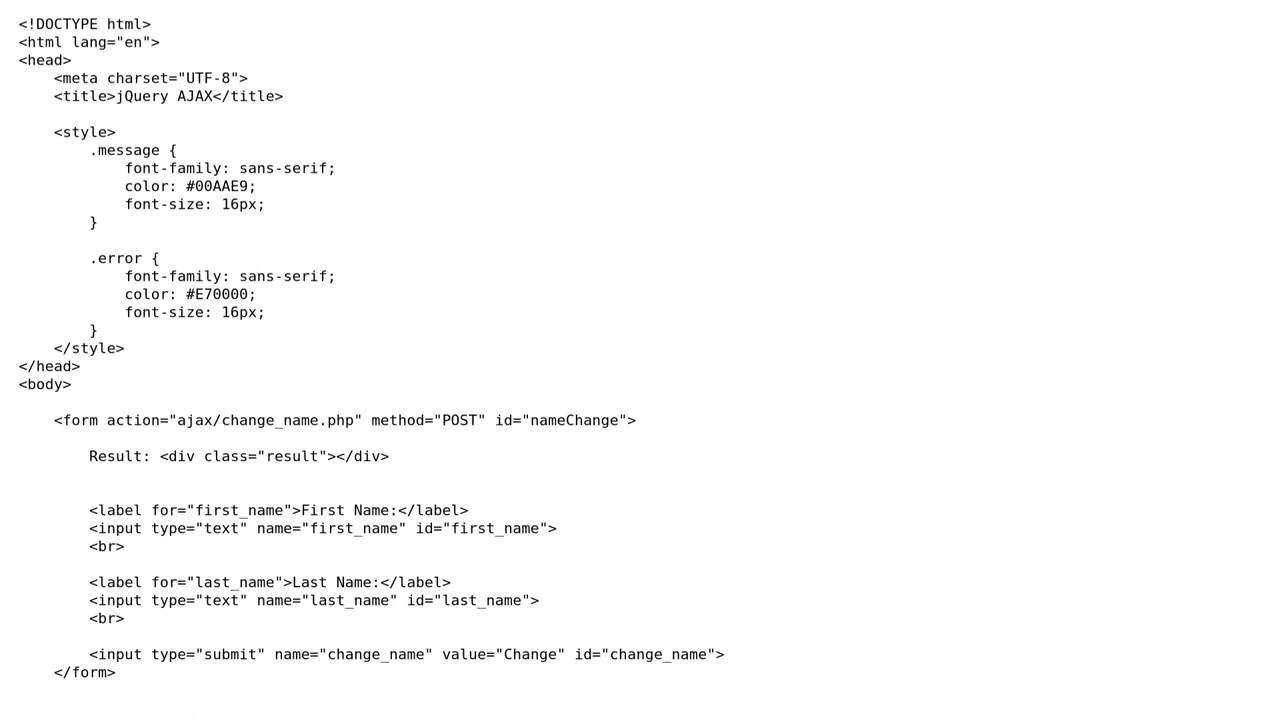 <!DOCTYPE html>
<html lang="en">
<head>
    <meta charset="UTF-8">
    <title>jQuery AJAX</title>

    <style>
        .message {
            font-family: sans-serif;
            color: #00AAE9;
            font-size: 16px;
        }

        .error {
            font-family: sans-serif;
            color: #E70000;
            font-size: 16px;
        }
    </style>
</head>
<body>

    <form action="ajax/change_name.php" method="POST" id="nameChange">

        Result: <div class="result"></div>


        <label for="first_name">First Name:</label>
        <input type="text" name="first_name" id="first_name">
        <br>

        <label for="last_name">Last Name:</label>
        <input type="text" name="last_name" id="last_name">
        <br>

        <input type="submit" name="change_name" value="Change" id="change_name">
    </form>